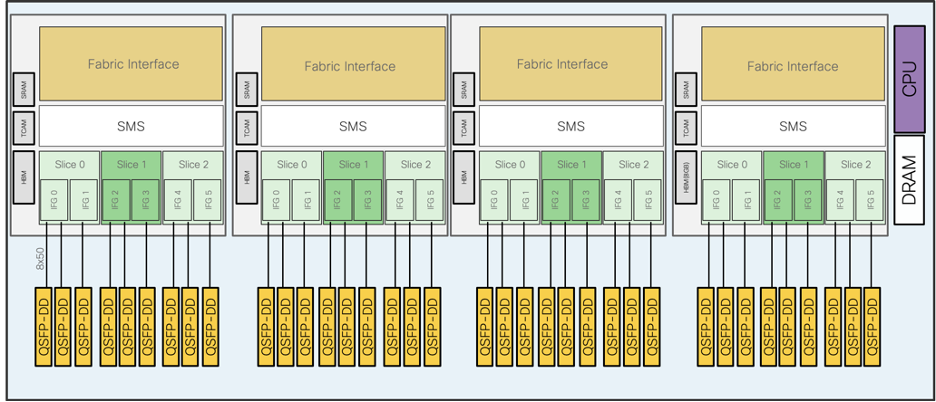 Fabric Interface
SRAM
TCAM
SMS
HBM
Slice 0 Slice 1 Slice 2
IFG 0 IFG 1 IFG 2 IFG 3 IFG 4 IFG 5
8x50
QSFP-DD QSFP-DD QSFP-DD QSFP-DD QSFP-DD QSFP-DD QSFP-DD QSFP-DD QSFP-DD
Fabric Interface
SRAM
TCAM
SMS
HBM
Slice 0 Slice 1 Slice 2
IFG 0 IFG 1 IFG 2 IFG 3 IFG 4 IFG 5
QSFP-DD QSFP-DD QSFP-DD QSFP-DD QSFP-DD QSFP-DD QSFP-DD QSFP-DD QSFP-DD
Fabric Interface
SRAM
TCAM
SMS
HBM
Slice 0 Slice 1 Slice 2
IFG 0 IFG 1 IFG 2 IFG 3 IFG 4 IFG 5
QSFP-DD QSFP-DD QSFP-DD QSFP-DD QSFP-DD QSFP-DD QSFP-DD QSFP-DD QSFP-DD
Fabric Interface
SRAM
TCAM
SMS
HBM(8GB)
Slice 0 Slice 1 Slice 2
IFG 0 IFG 1 IFG 2 IFG 3 IFG 4 IFG 5
QSFP-DD QSFP-DD QSFP-DD QSFP-DD QSFP-DD QSFP-DD QSFP-DD QSFP-DD QSFP-DD
CPU
DRAM